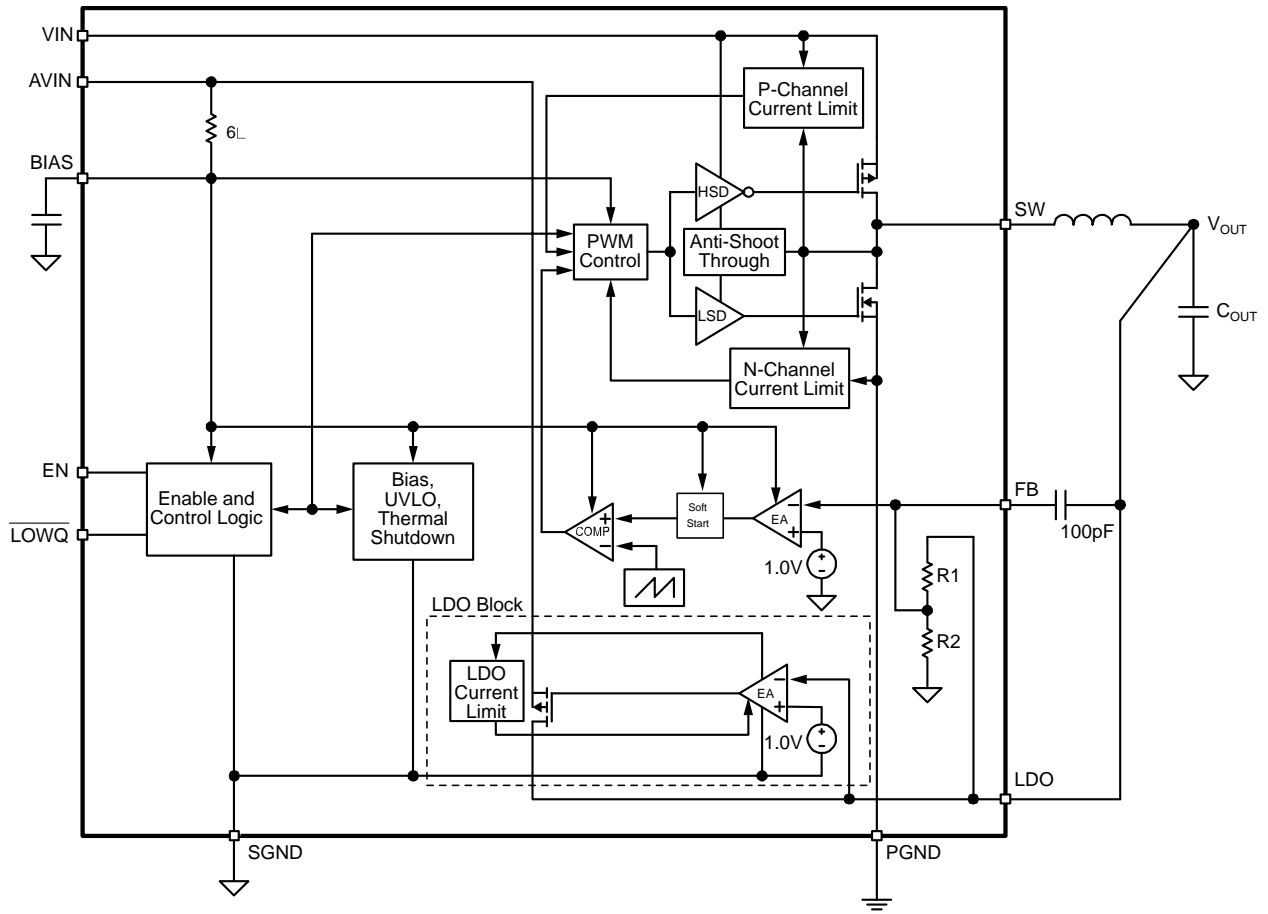 VIN
AVIN
P-Channel
Current Limit
6∟
BIAS
HSD
SW
VOUT
PWM
Control
Anti-Shoot
Through
LSD
COUT
N-Channel
Current Limit
EN
Enable and
Control Logic
LOWQ
Bias,
UVLO,
Thermal
Shutdown
COMP
+
−
Soft
Start
EA
−
+
1.0V
+
−
FB
100pF
R1
R2
LDO Block
LDO
Current
Limit
EA
−
+
1.0V
+
−
LDO
SGND
PGND